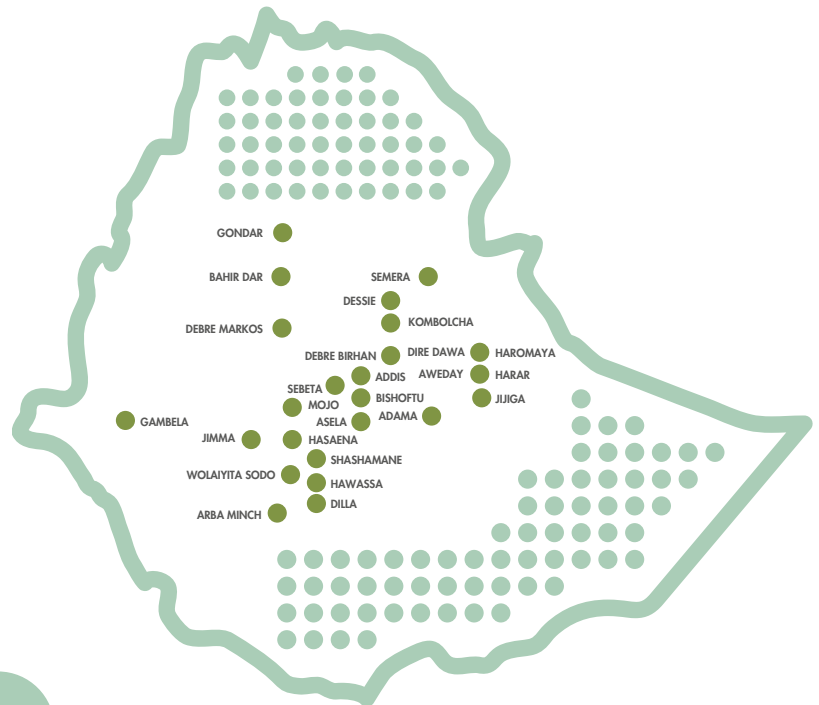 GONDAR
BAHIR DAR
SEMERA
DESSIE
KOMBOLCHA
DEBRE MARKOS
DEBRE BIRHAN
DIRE DAWA
HAROMAYA
ADDIS
AWEDAY
HARAR
SEBETA
BISHOFTU
JIJIGA
MOJO
ASELA
ADAMA
GAMBELA
JIMMA
HASAENA
SHASHAMANE
WOLAIYITA SODO
HAWASSA
DILLA
ARBA MINCH